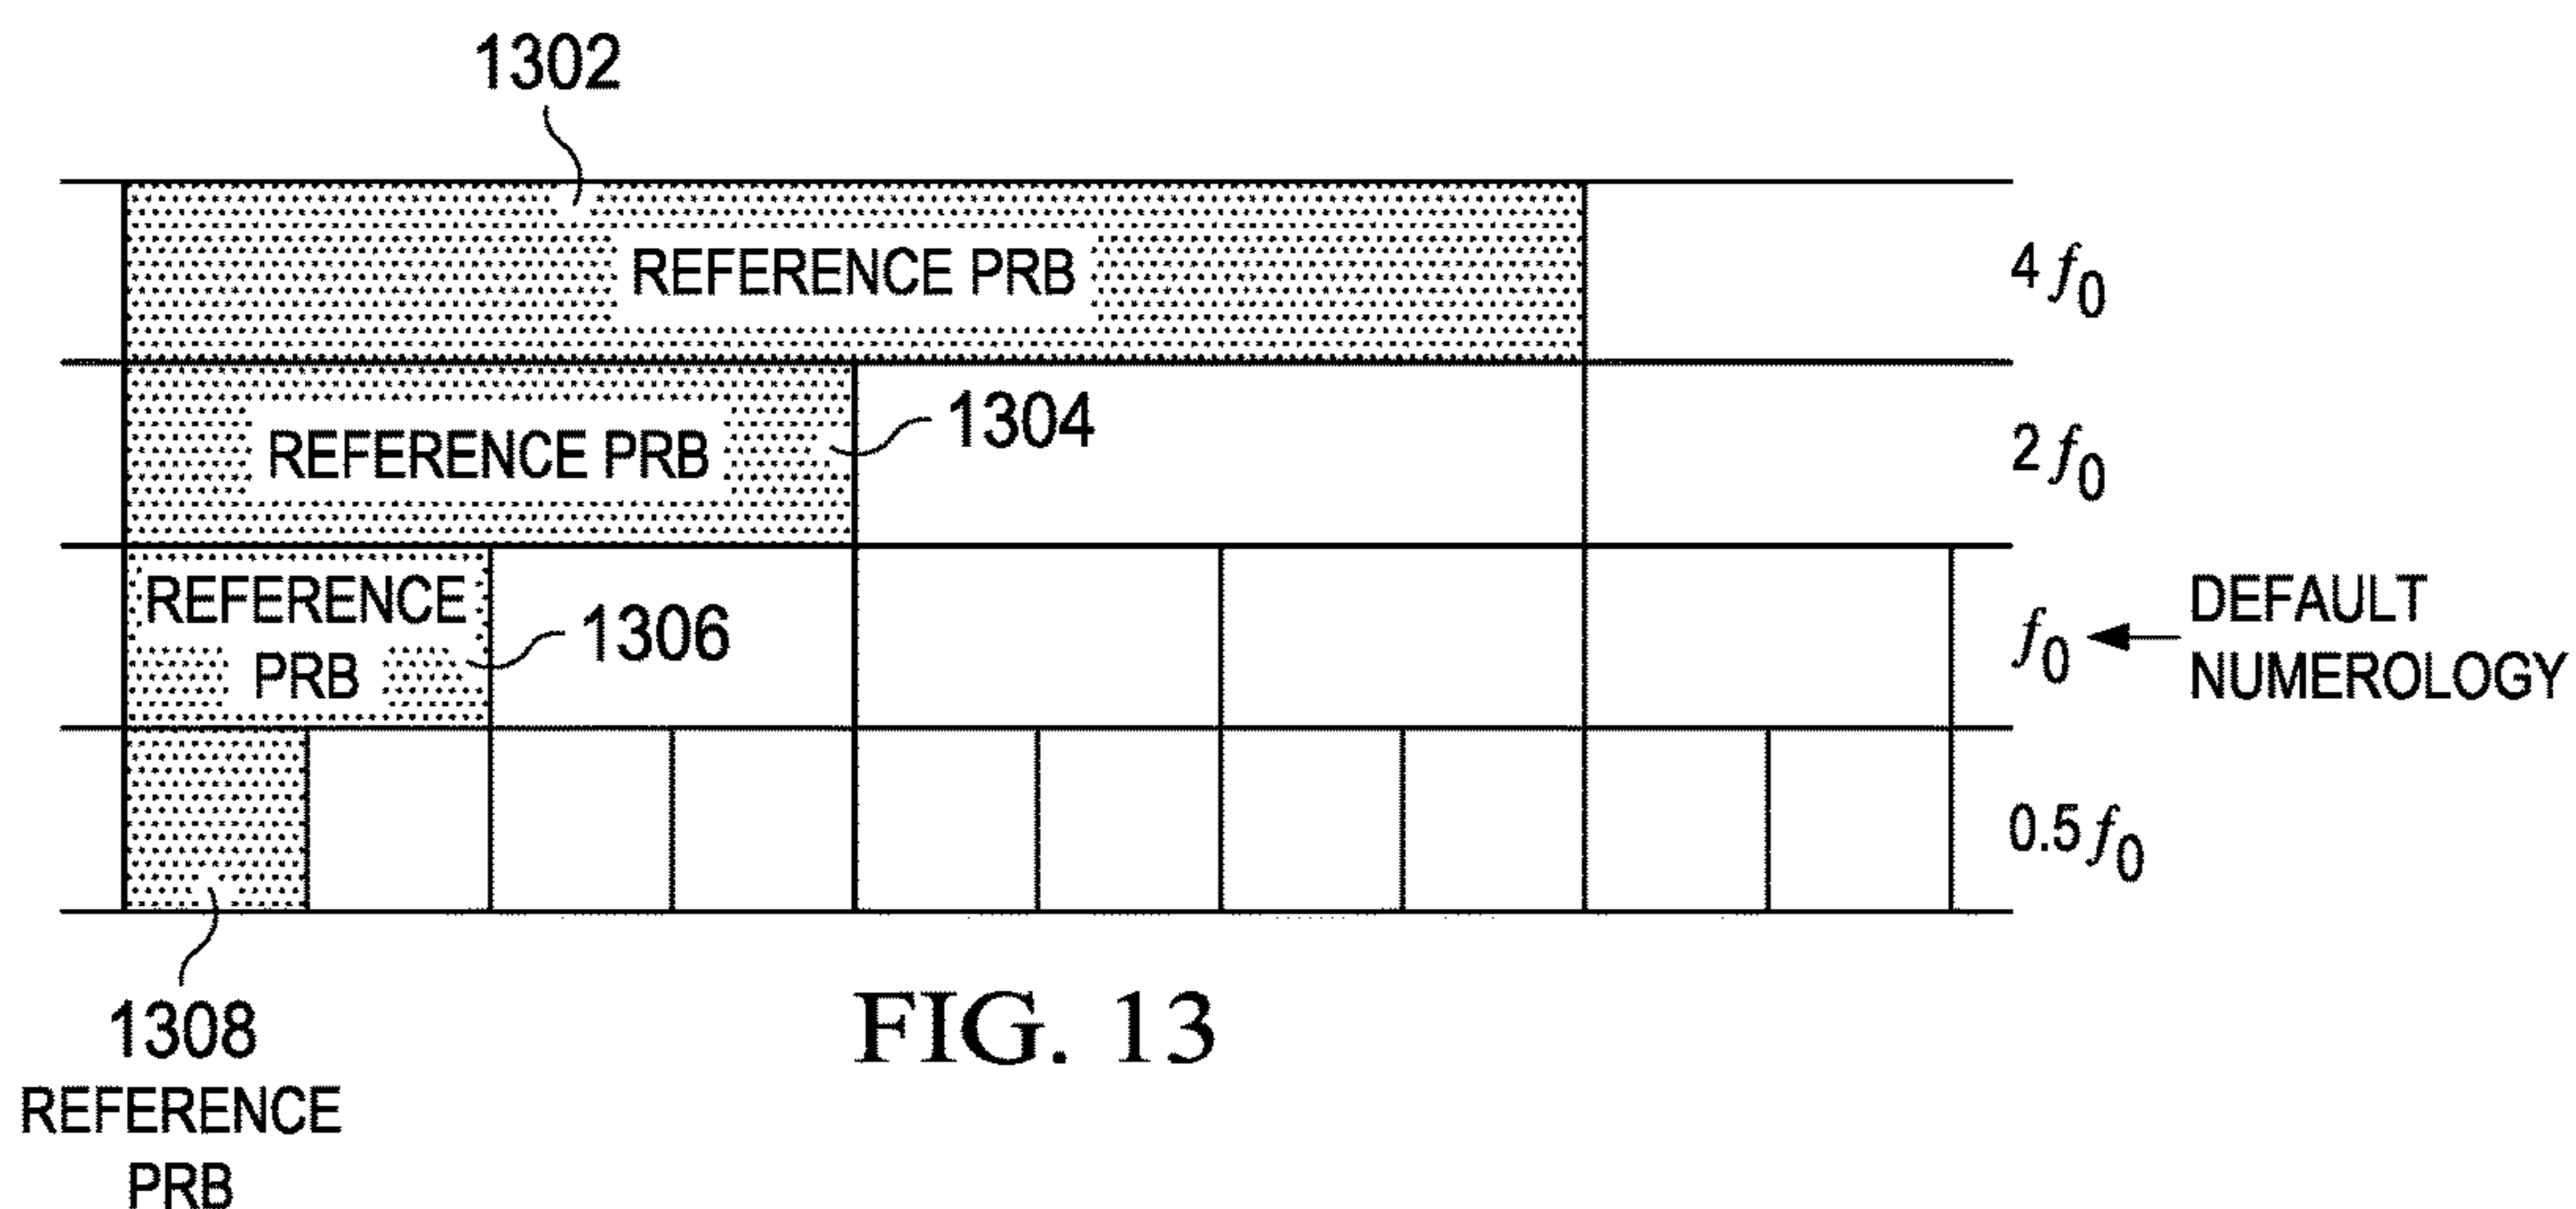 1302
REFERENCE PRB
4 f0
REFERENCE PRB
1304
2 f0
REFERENCE
PRB
1306
f0
DEFAULT
NUMEROLOGY
0.5 f0
1308
REFERENCE
PRB
FIG. 13